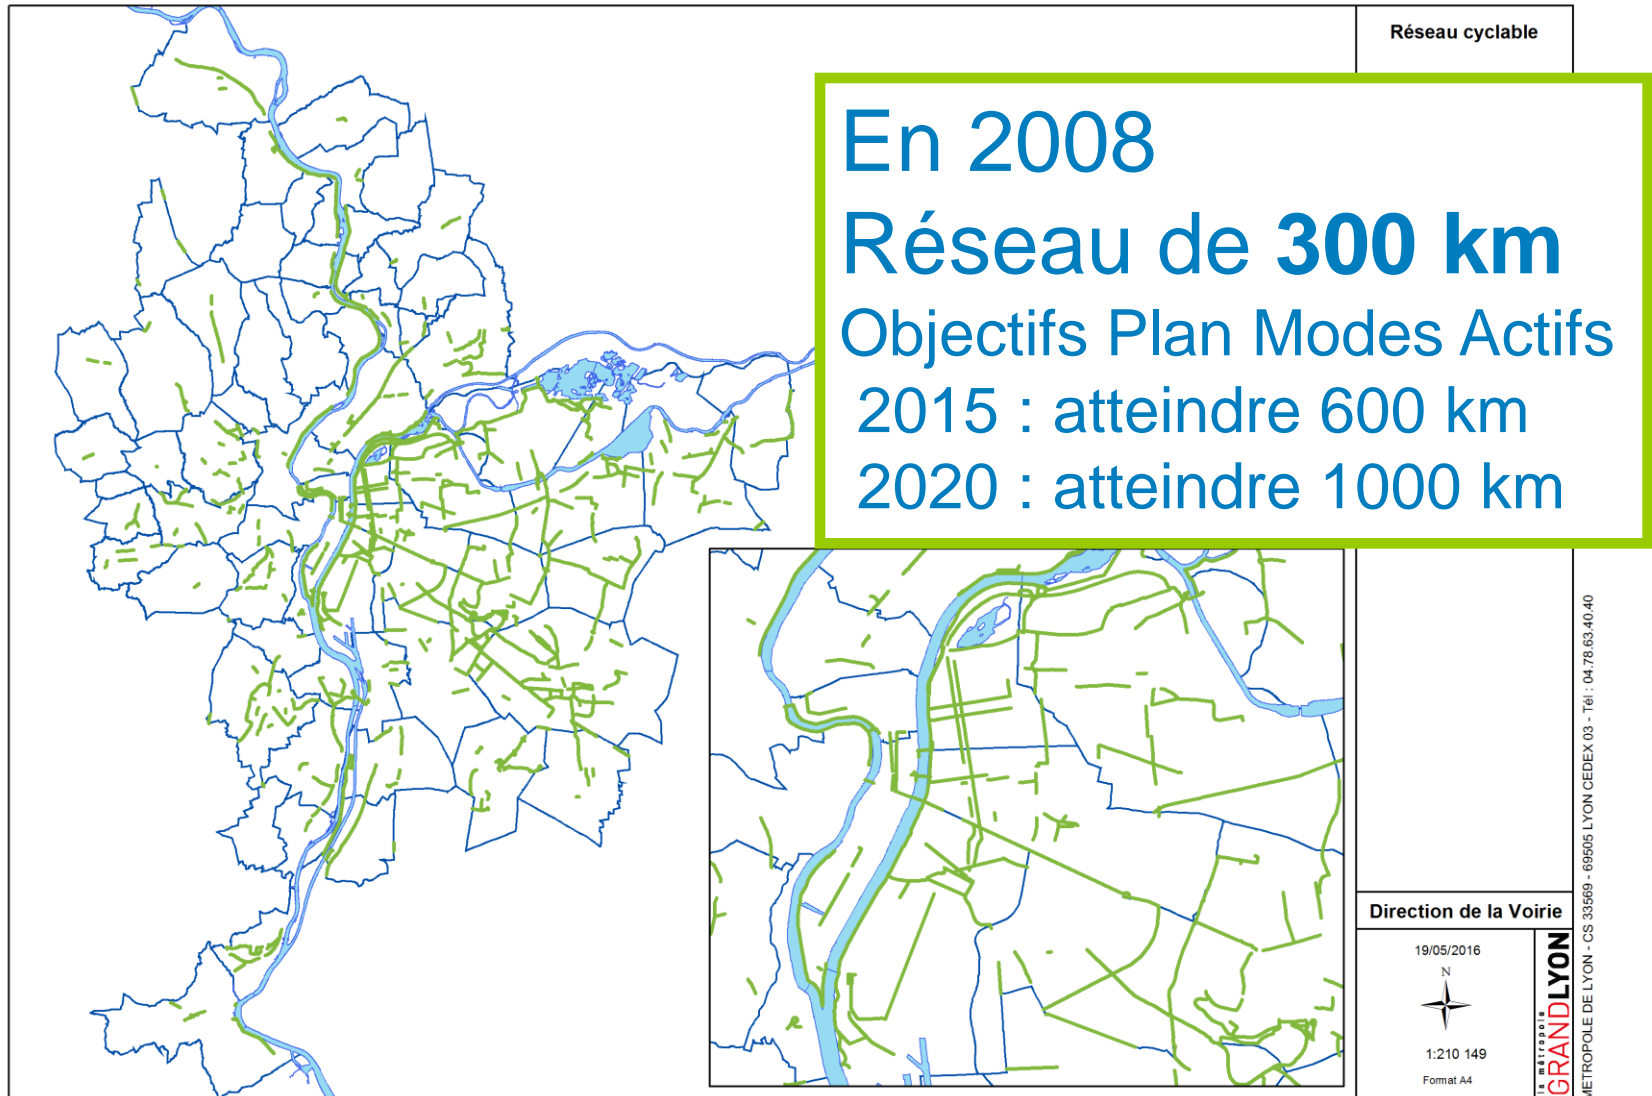 Réseau cyclable
En 2008
Réseau de 300 km
Objectifs Plan Modes Actifs
2015 : atteindre 600 km
2020 : atteindre 1000 km
Direction de la Voirie
19/05/2016
N
1:210 149
Format A4
la métropole
GRANDLYON
METROPOLE DE LYON - CS 33569 - 69505 LYON CEDEX 03 - Tél : 04.78.63.40.40